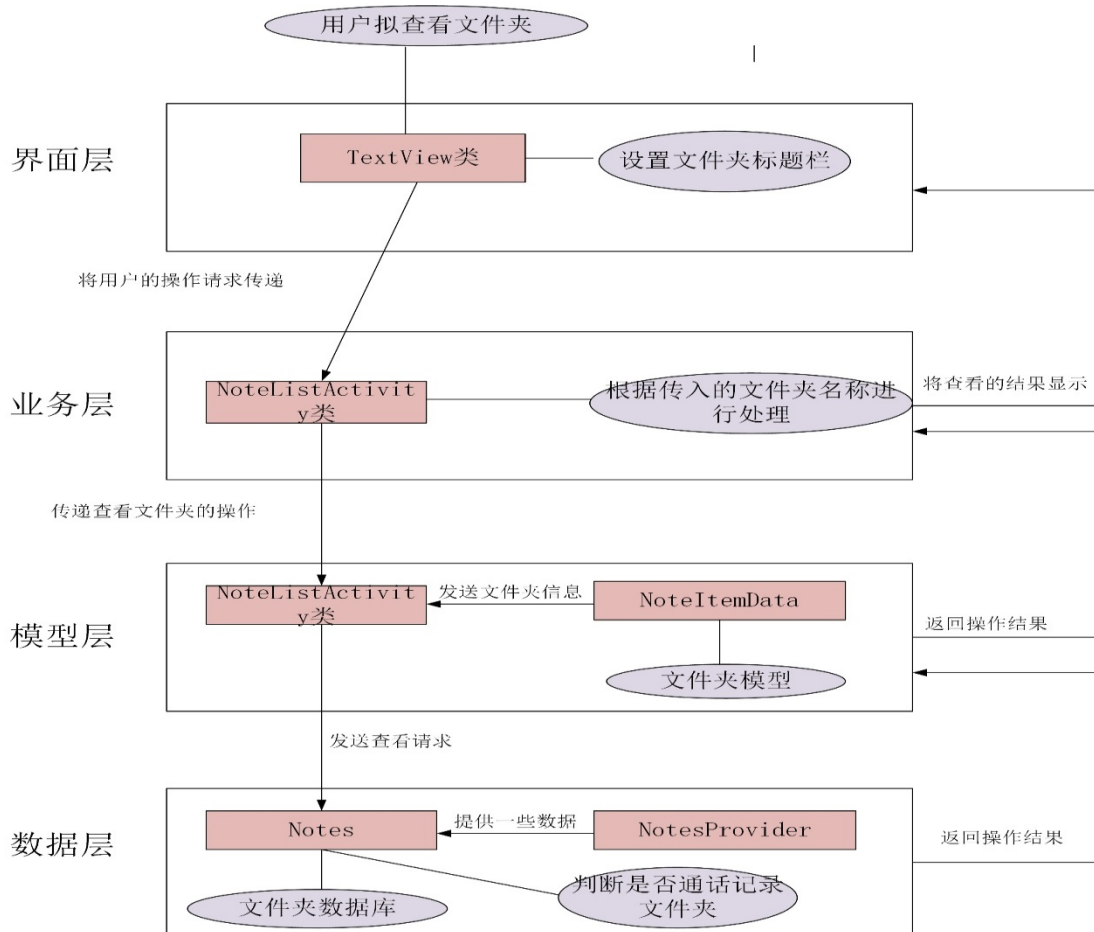 用户拟查看文件夹
界面层
TextView类
设置文件夹标题栏
将用户的操作请求传递
业务层
NoteListActivit
y类
根据传入的文件夹名称进
行处理
将查看的结果显示
传递查看文件夹的操作
模型层
NoteListActivit
y类
发送文件夹信息
NoteItemData
文件夹模型
返回操作结果
发送查看请求
数据层
Notes
提供一些数据
NotesProvider
返回操作结果
文件夹数据库
判断是否通话记录
文件夹